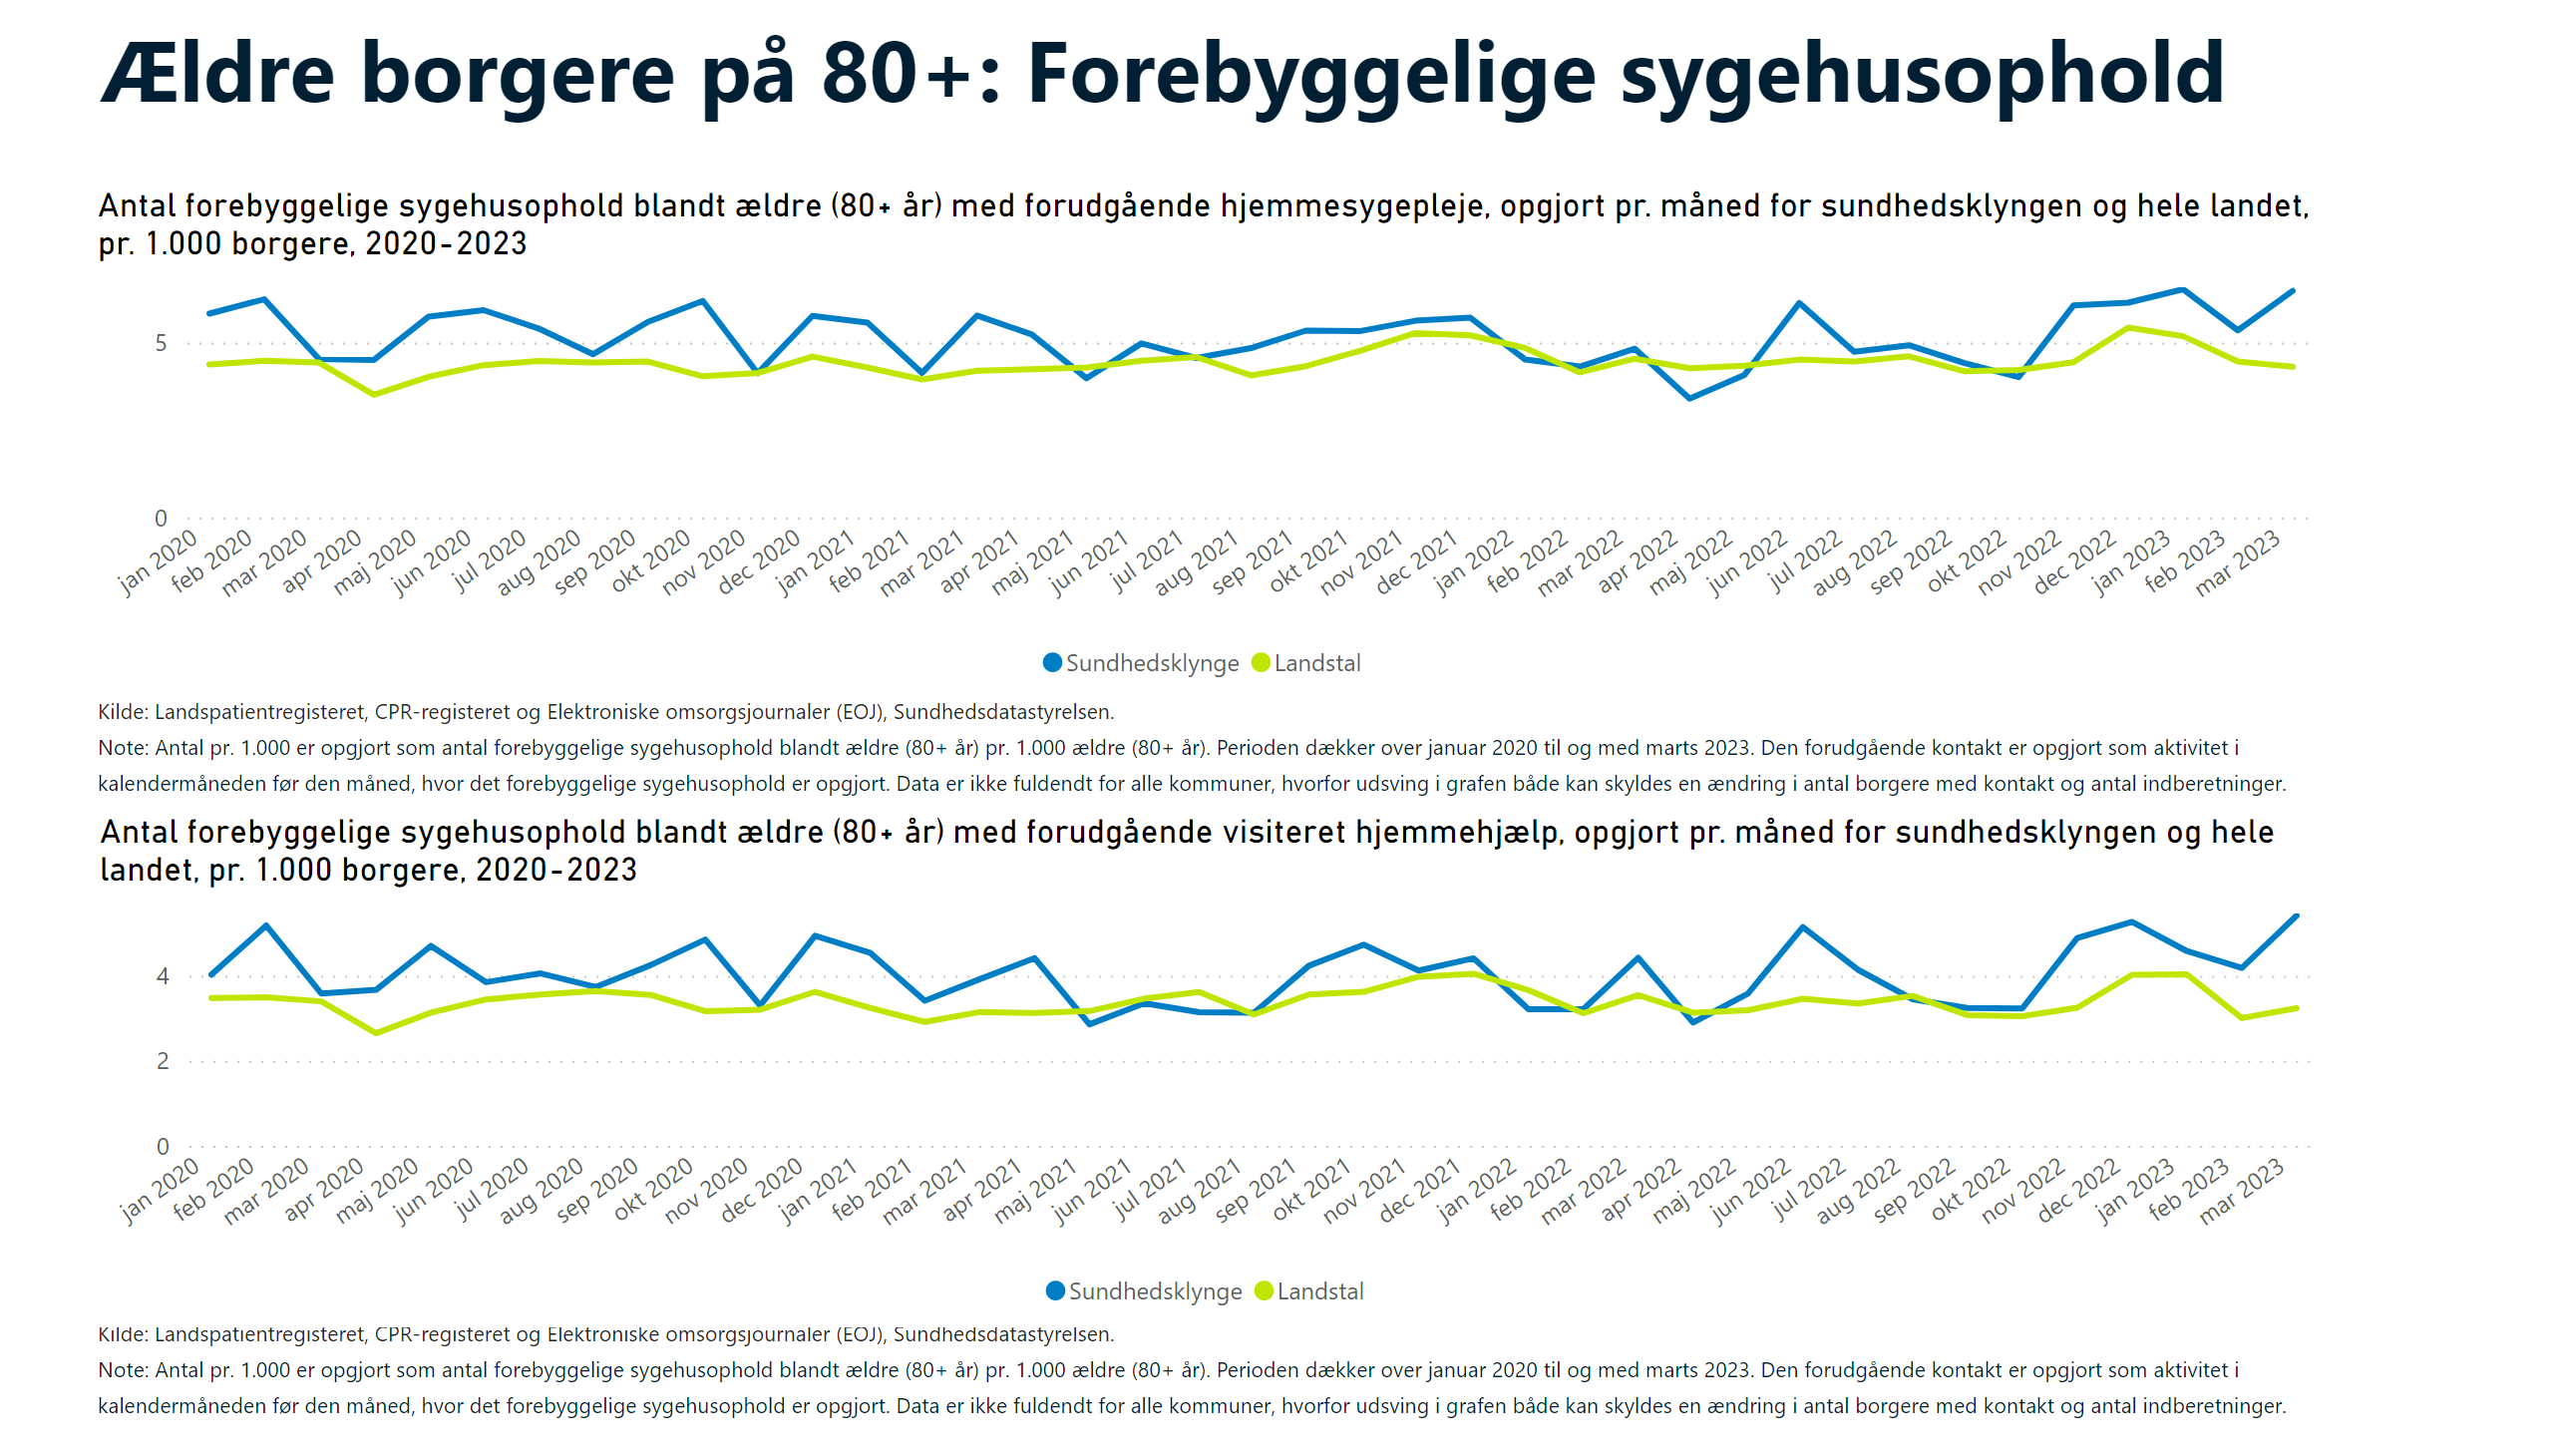 Ældre borgere på 80+: Forebyggelige sygehusophold
Antal forebyggelige sygehusophold blandt ældre (80+ år) med forudgående hjemmesygepleje, opgjort pr. måned for sundhedsklyngen og hele landet,
pr. 1.000 borgere, 2020-2023
5
0
jan 2020
feb 2020
mar 2020
apr 2020
maj 2020
jun 2020
jul 2020
aug 2020
sep 2020
okt 2020
nov 2020
dec 2020
jan 2021
feb 2021
mar 2021
apr 2021
maj 2021
jun 2021
jul 2021
aug 2021
sep 2021
okt 2021
nov 2021
dec 2021
jan 2022
feb 2022
mar 2022
apr 2022
maj 2022
jun 2022
jul 2022
aug 2022
sep 2022
okt 2022
nov 2022
dec 2022
jan 2023
feb 2023
mar 2023
Sundhedsklynge Landstal
Kilde: Landspatientregisteret, CPR-registeret og Elektroniske omsorgsjournaler (EOJ), Sundhedsdatastyrelsen.
Note: Antal pr. 1.000 er opgjort som antal forebyggelige sygehusophold blandt ældre (80+ år) pr. 1.000 ældre (80+ år). Perioden dækker over januar 2020 til og med marts 2023. Den forudgående kontakt er opgjort som aktivitet i
kalendermåneden før den måned, hvor det forebyggelige sygehusophold er opgjort. Data er ikke fuldendt for alle kommuner, hvorfor udsving i grafen både kan skyldes en ændring i antal borgere med kontakt og antal indberetninger.
Antal forebyggelige sygehusophold blandt ældre (80+ år) med forudgående visiteret hjemmehjælp, opgjort pr. måned for sundhedsklyngen og hele
landet, pr. 1.000 borgere, 2020-2023
4
2
0
jan 2020
feb 2020
mar 2020
apr 2020
maj 2020
jun 2020
jul 2020
aug 2020
sep 2020
okt 2020
nov 2020
dec 2020
jan 2021
feb 2021
mar 2021
apr 2021
maj 2021
jun 2021
jul 2021
aug 2021
sep 2021
okt 2021
nov 2021
dec 2021
jan 2022
feb 2022
mar 2022
apr 2022
maj 2022
jun 2022
jul 2022
aug 2022
sep 2022
okt 2022
nov 2022
dec 2022
jan 2023
feb 2023
mar 2023
Sundhedsklynge Landstal
Kilde: Landspatientregisteret, CPR-registeret og Elektroniske omsorgsjournaler (EOJ), Sundhedsdatastyrelsen.
Note: Antal pr. 1.000 er opgjort som antal forebyggelige sygehusophold blandt ældre (80+ år) pr. 1.000 ældre (80+ år). Perioden dækker over januar 2020 til og med marts 2023. Den forudgående kontakt er opgjort som aktivitet i
kalendermåneden før den måned, hvor det forebyggelige sygehusophold er opgjort. Data er ikke fuldendt for alle kommuner, hvorfor udsving i grafen både kan skyldes en ændring i antal borgere med kontakt og antal indberetninger.